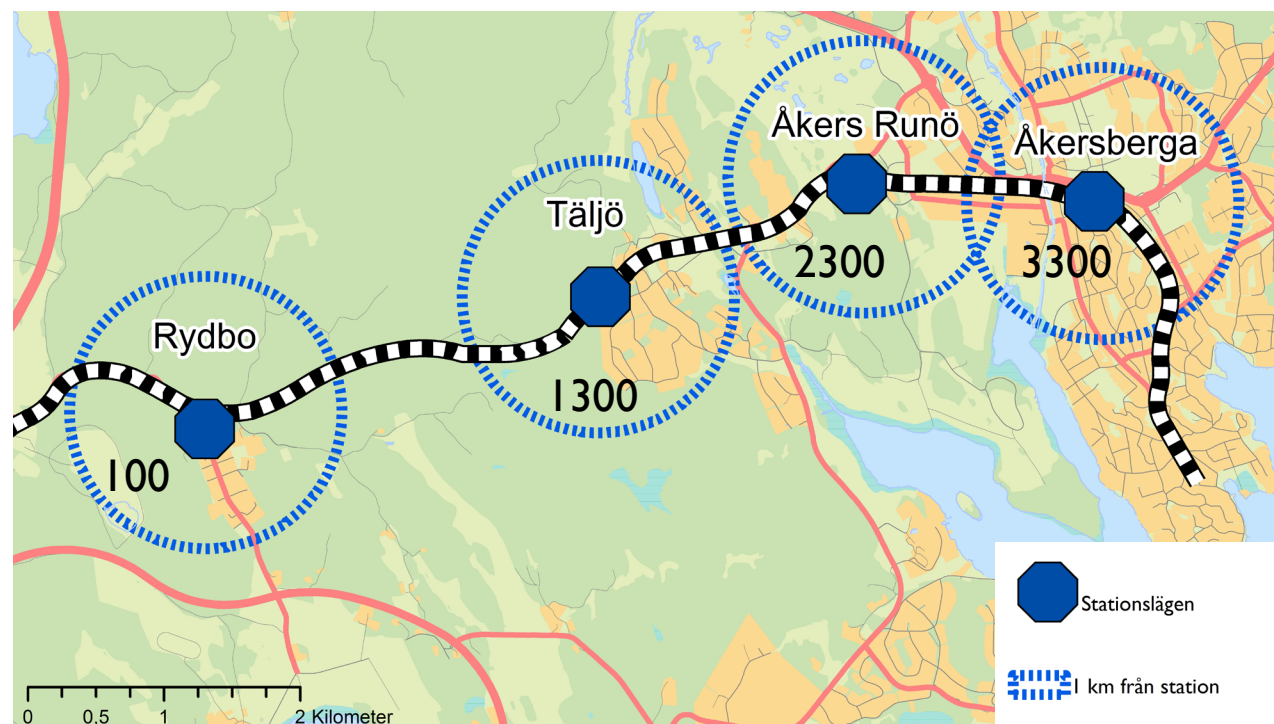 Åkers Runö
Åkersberga
Täljö
2300
3300
Rydbo
1300
100
Stationslägen
1 km från station
0 0.5 1 2 Kilometer